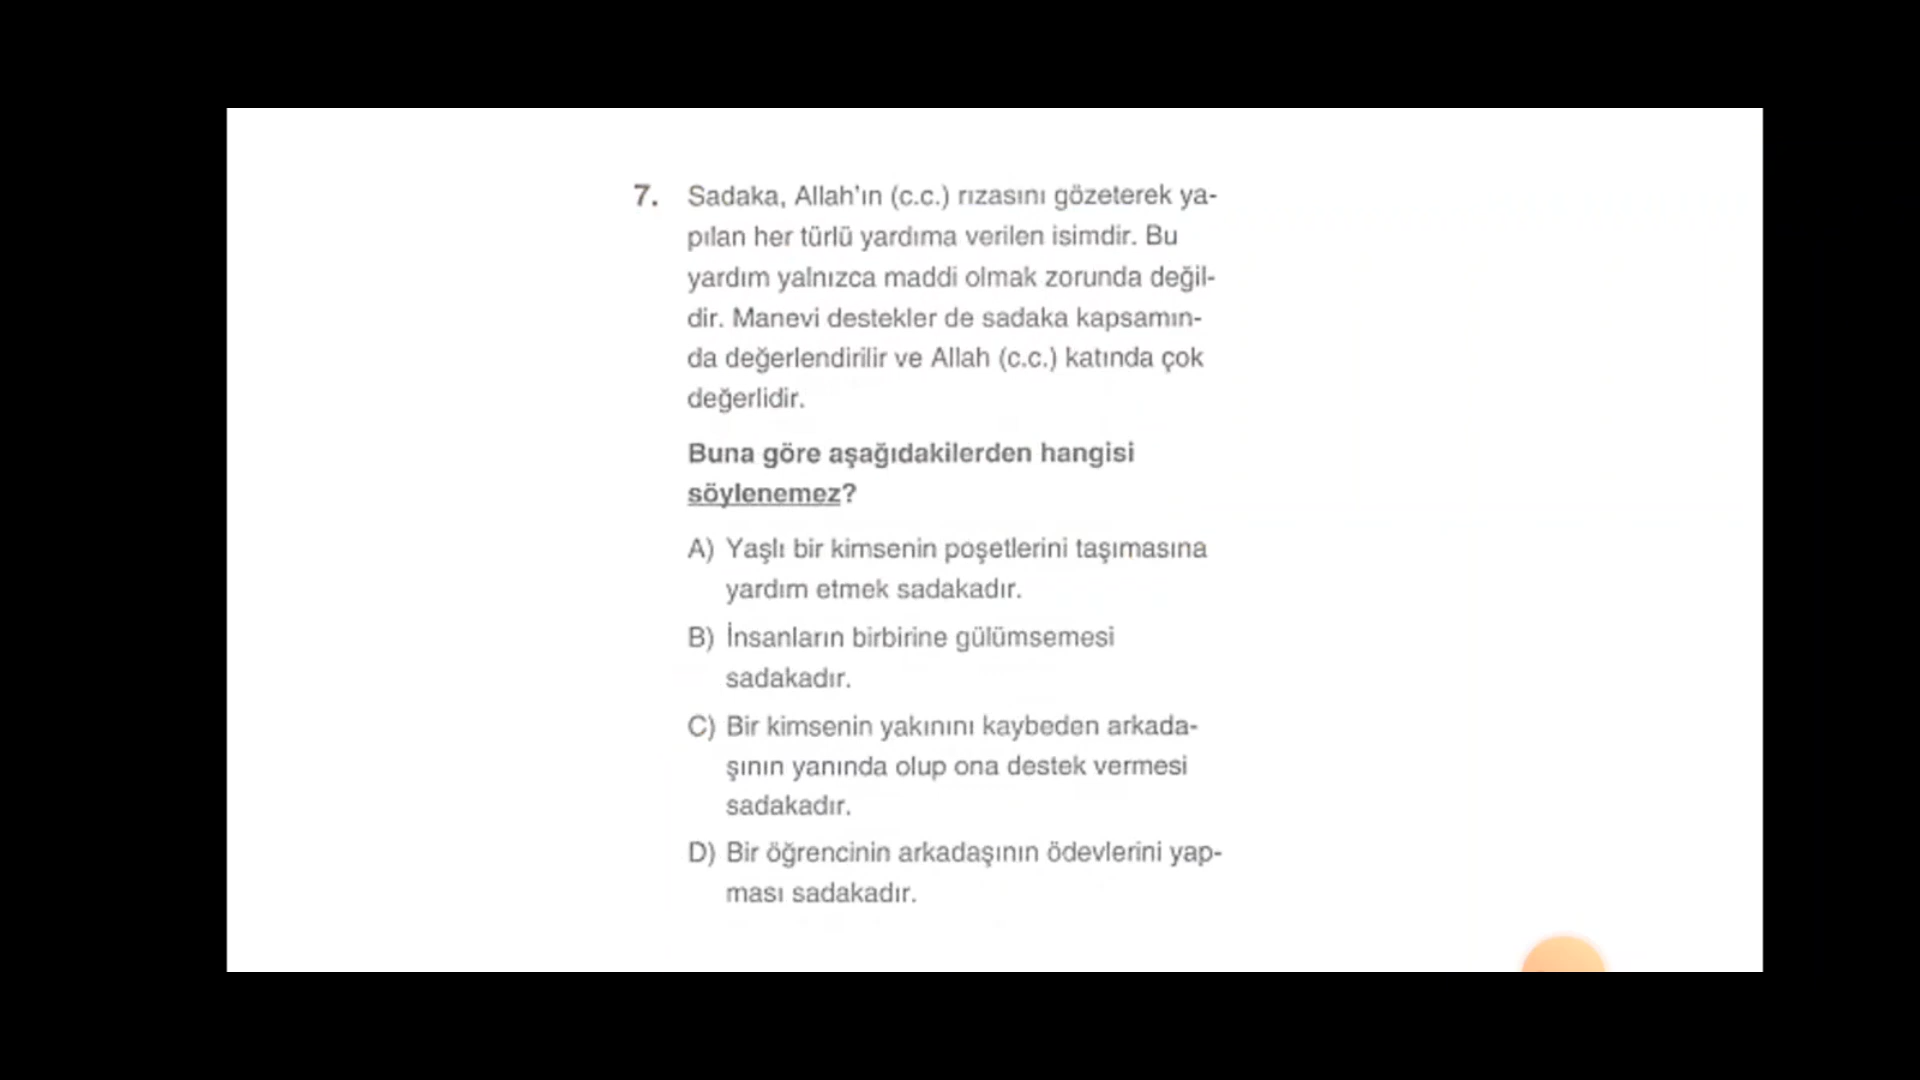 7. Sadaka, Allah'ın (c.c.) rızasını gözeterek ya-
pılan her türlü yardıma verilen isimdir. Bu
yardım yalnızca maddi olmak zorunda değil-
dir. Manevi destekler de sadaka kapsamın-
da değerlendirilir ve Allah (c.c.) katında çok
değerlidir.
Buna göre aşağıdakilerden hangisi
söylenemez?
A) Yaşlı bir kimsenin poşetlerini taşımasına
yardım etmek sadakadır.
B) İnsanların birbirine gülümsemesi
sadakadır.
C) Bir kimsenin yakınını kaybeden arkada-
şının yanında olup ona destek vermesi
sadakadır.
D) Bir öğrencinin arkadaşının ödevlerini yap-
ması sadakadır.